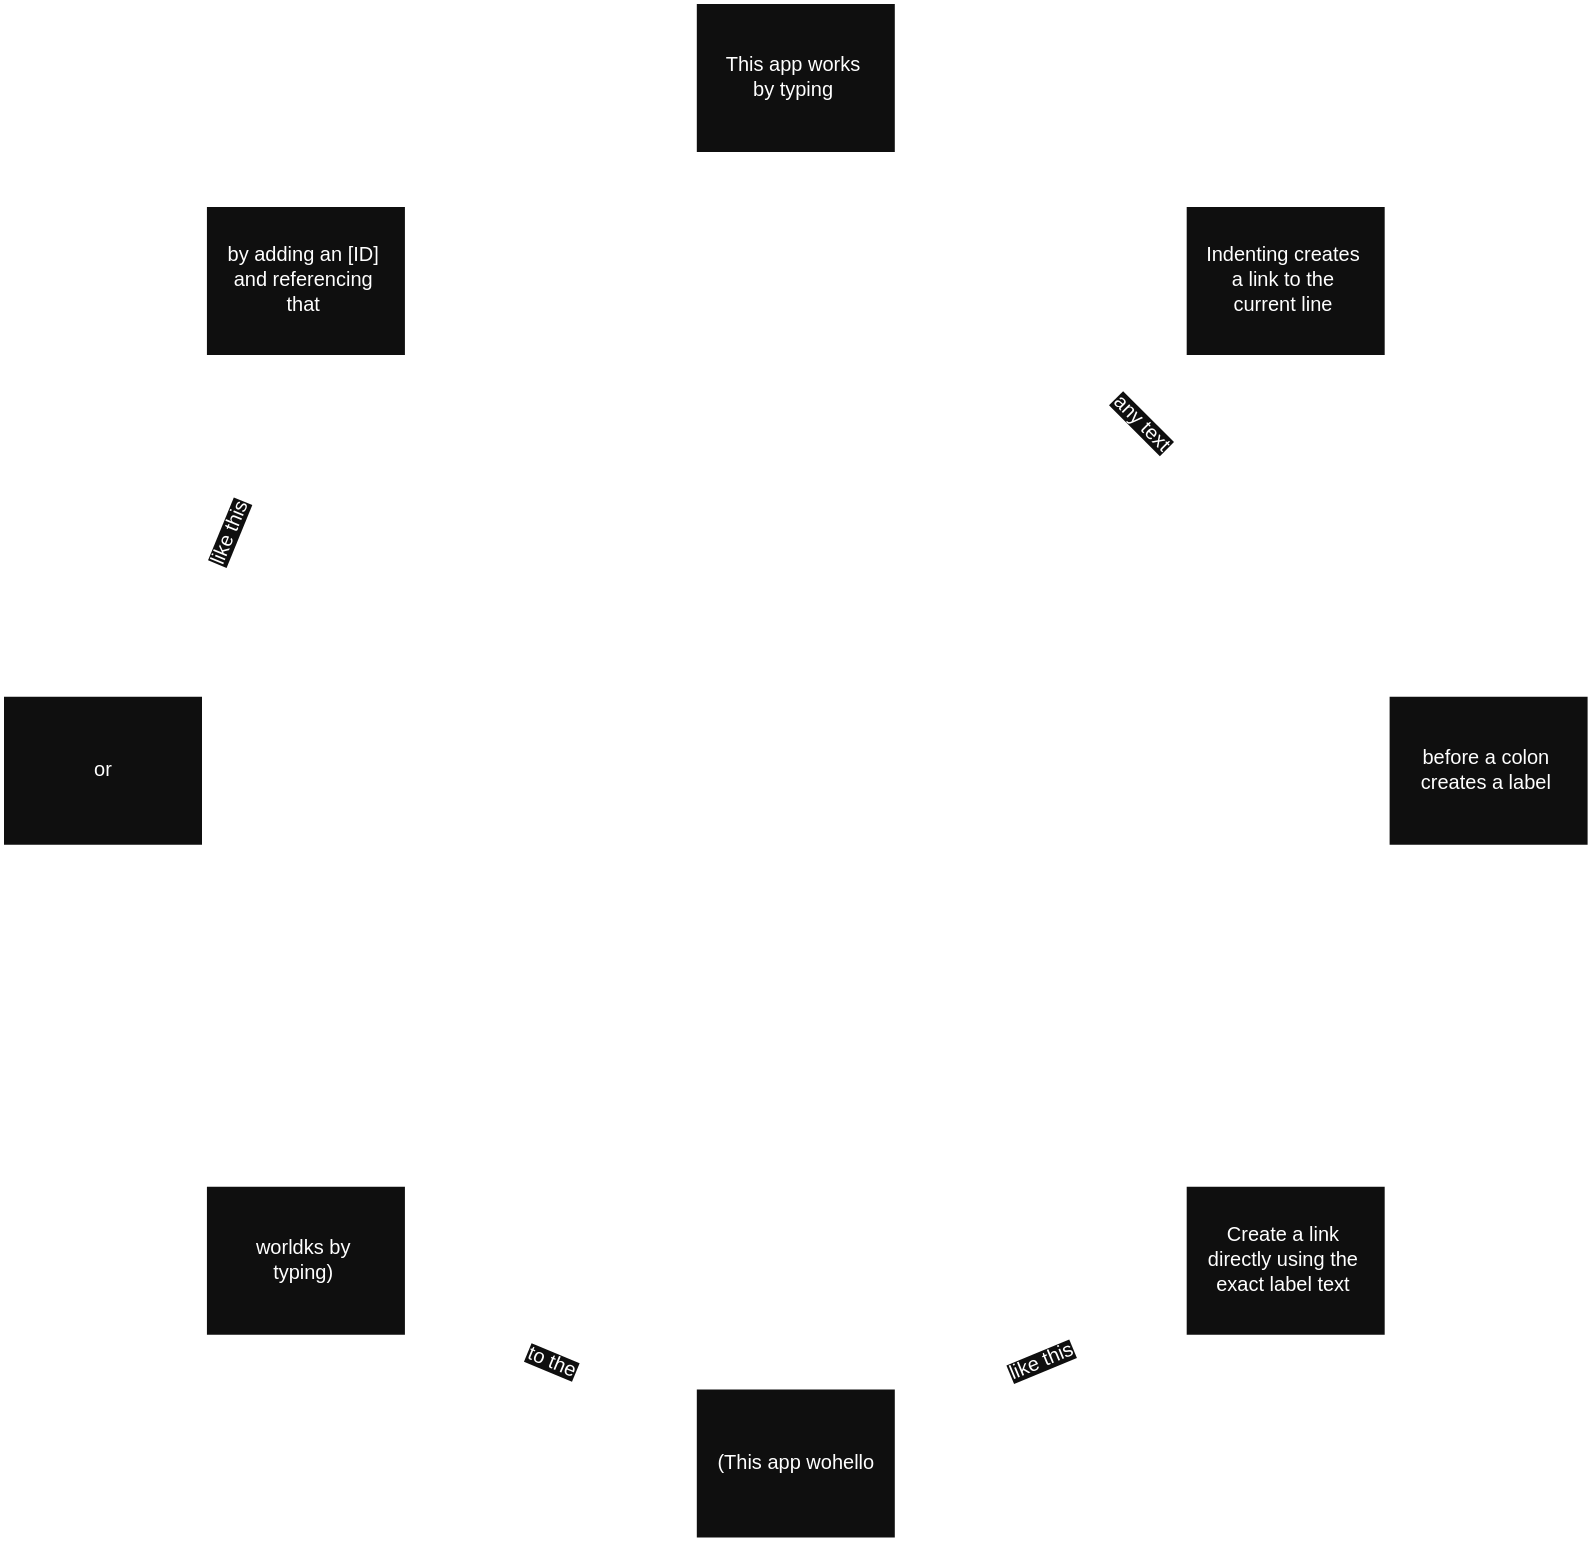 This app works
by typing
by adding an [ID]
and referencing
that
Indenting creates
a link to the
current line
any text
like this
or
before a colon
creates a label
worldks by
typing)
Create a link
directly using the
exact label text
to the
like this
(This app wohello